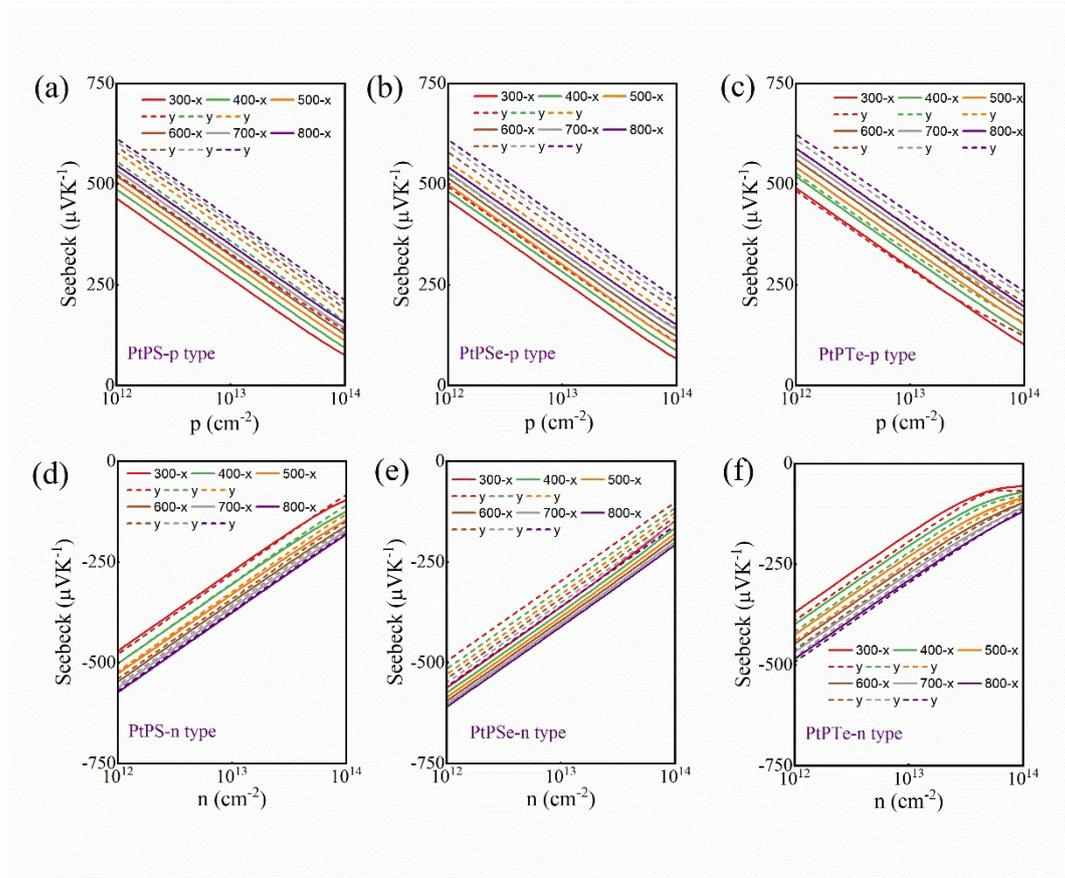 (a)
750
500
250
0
Seebeck (μVK⁻¹)
300-x 400-x 500-x
y y y
600-x 700-x 800-x
y y y
PtPS-p type
10¹² 10¹³ 10¹⁴
p (cm⁻²)
(b)
750
500
250
0
Seebeck (μVK⁻¹)
300-x 400-x 500-x
y y y
600-x 700-x 800-x
y y y
PtPSe-p type
10¹² 10¹³ 10¹⁴
p (cm⁻²)
(c)
750
500
250
0
Seebeck (μVK⁻¹)
300-x 400-x 500-x
y y y
600-x 700-x 800-x
y y y
PtPTe-p type
10¹² 10¹³ 10¹⁴
p (cm⁻²)
(d)
0
-250
-500
-750
Seebeck (μVK⁻¹)
300-x 400-x 500-x
y y y
600-x 700-x 800-x
y y y
PtPS-n type
10¹² 10¹³ 10¹⁴
n (cm⁻²)
(e)
0
-250
-500
-750
Seebeck (μVK⁻¹)
300-x 400-x 500-x
y y y
600-x 700-x 800-x
y y y
PtPSe-n type
10¹² 10¹³ 10¹⁴
n (cm⁻²)
(f)
0
-250
-500
-750
Seebeck (μVK⁻¹)
300-x 400-x 500-x
y y y
600-x 700-x 800-x
y y y
PtPTe-n type
10¹² 10¹³ 10¹⁴
n (cm⁻²)